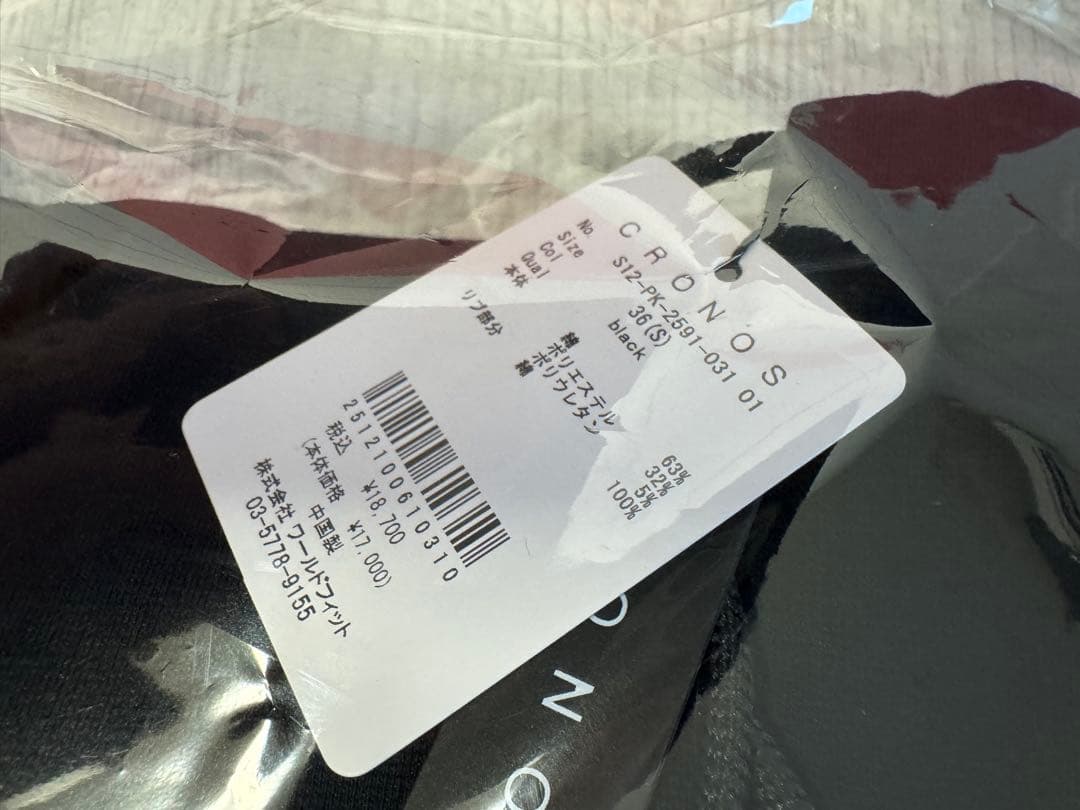 CRONOS
No. S12-PK-2591-031 01
Size 36(S)
Col black
Qual
本体 綿 63%
ポリエステル 32%
ポリウレタン 5%
リブ部分 綿 100%
2512100610310
税込 ¥18,700
(本体価格 ¥17,000)
中国製
株式会社 ワールドフィット
03-5778-9155
O N O